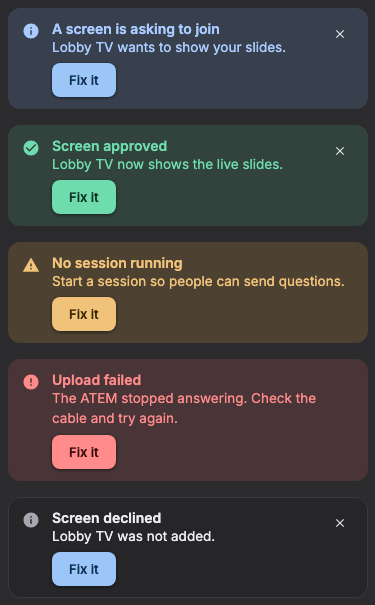 A screen is asking to join
Lobby TV wants to show your slides.
Fix it
Screen approved
Lobby TV now shows the live slides.
Fix it
No session running
Start a session so people can send questions.
Fix it
Upload failed
The ATEM stopped answering. Check the
cable and try again.
Fix it
Screen declined
Lobby TV was not added.
Fix it